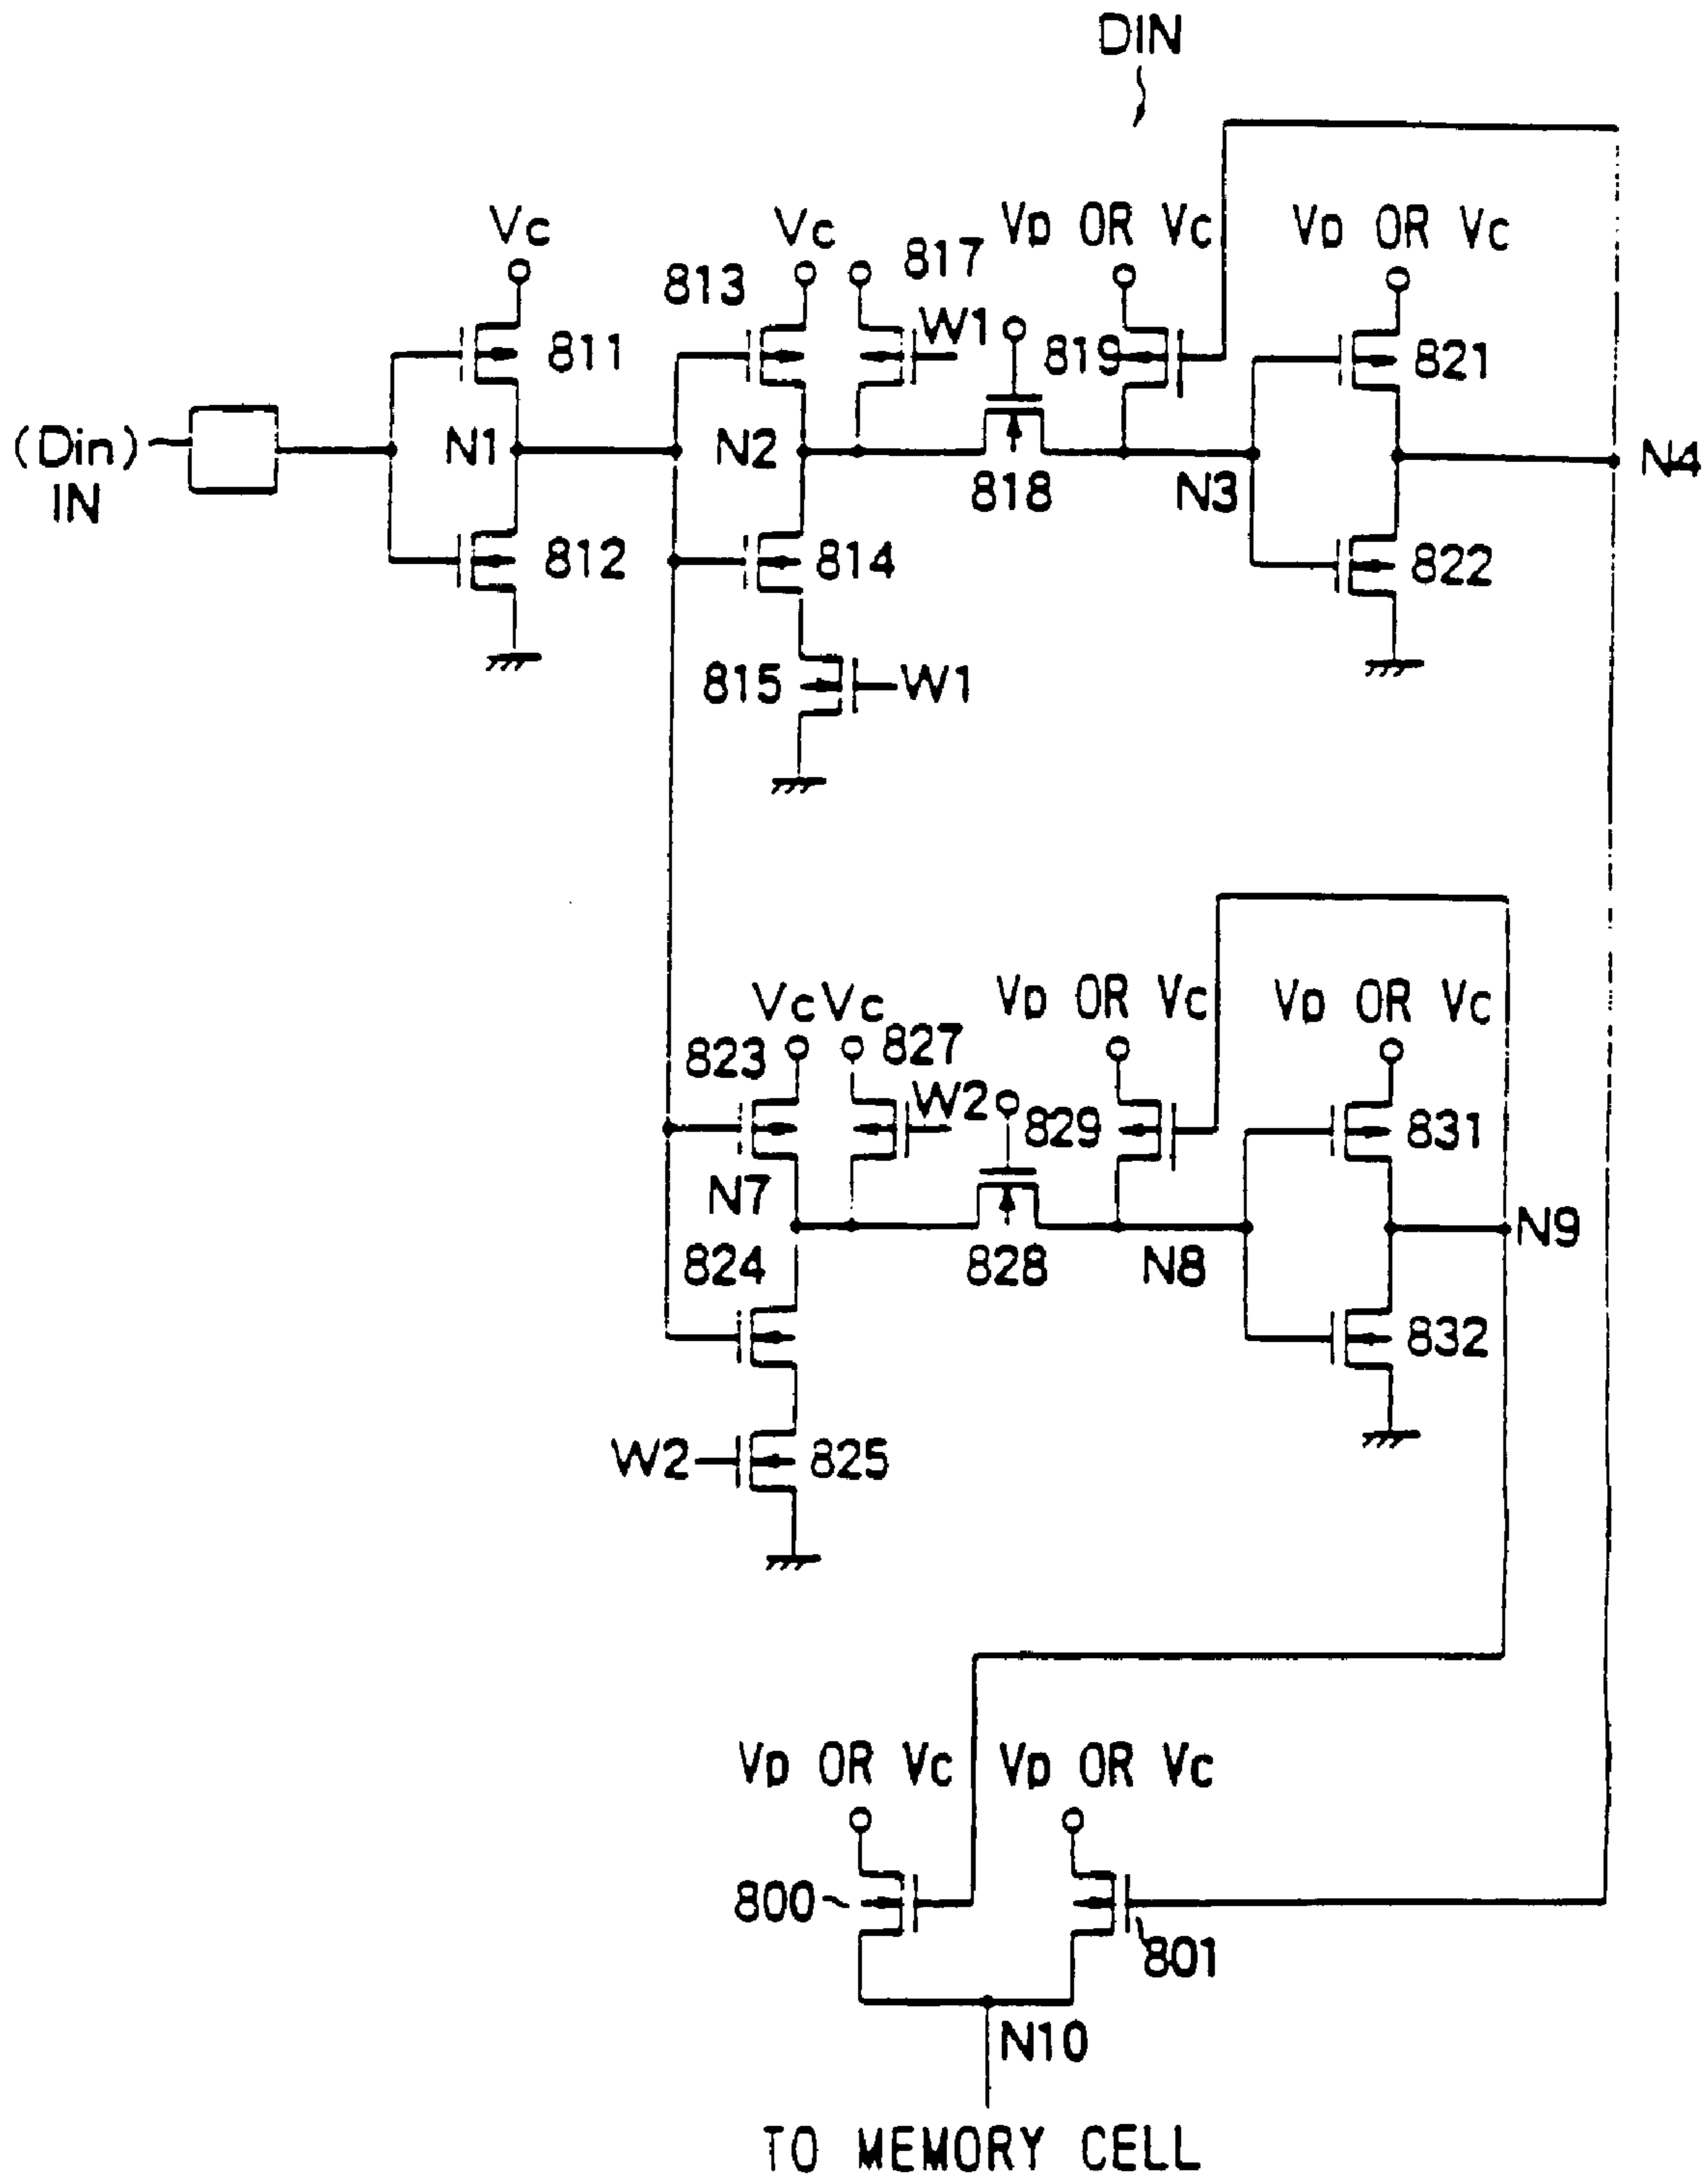 DIN
Vc
Vc
817
VD OR Vc
VD OR Vc
813
W1
811
819
821
(Din)
IN
N1
N2
818
N3
N4
812
814
822
815
W1
Vc
Vc
VD OR Vc
VD OR Vc
823
827
W2
829
831
N7
N9
824
828
N8
832
W2
825
VD OR Vc
VD OR Vc
800
801
N10
TO MEMORY CELL